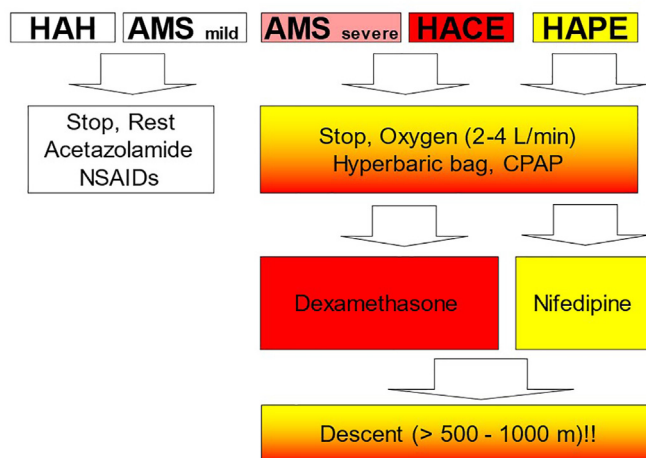 HAH
AMS mild
AMS severe
HACE
HAPE
Stop, Rest
Acetazolamide
NSAIDs
Stop, Oxygen (2-4 L/min)
Hyperbaric bag, CPAP
Dexamethasone
Nifedipine
Descent (> 500 - 1000 m)!!